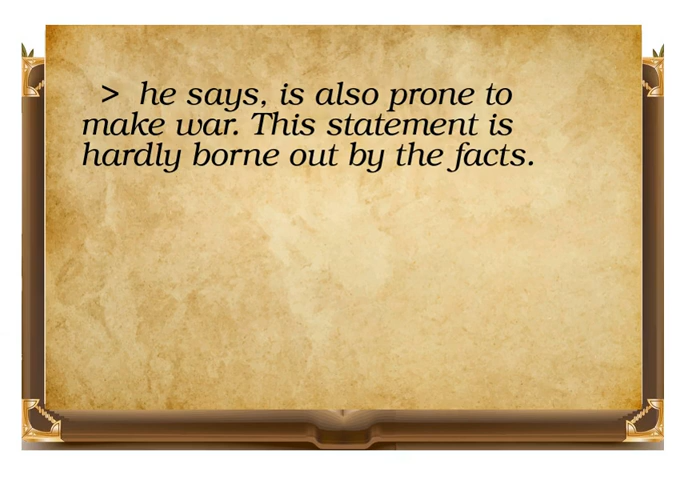 > he says, is also prone to
make war. This statement is
hardly borne out by the facts.